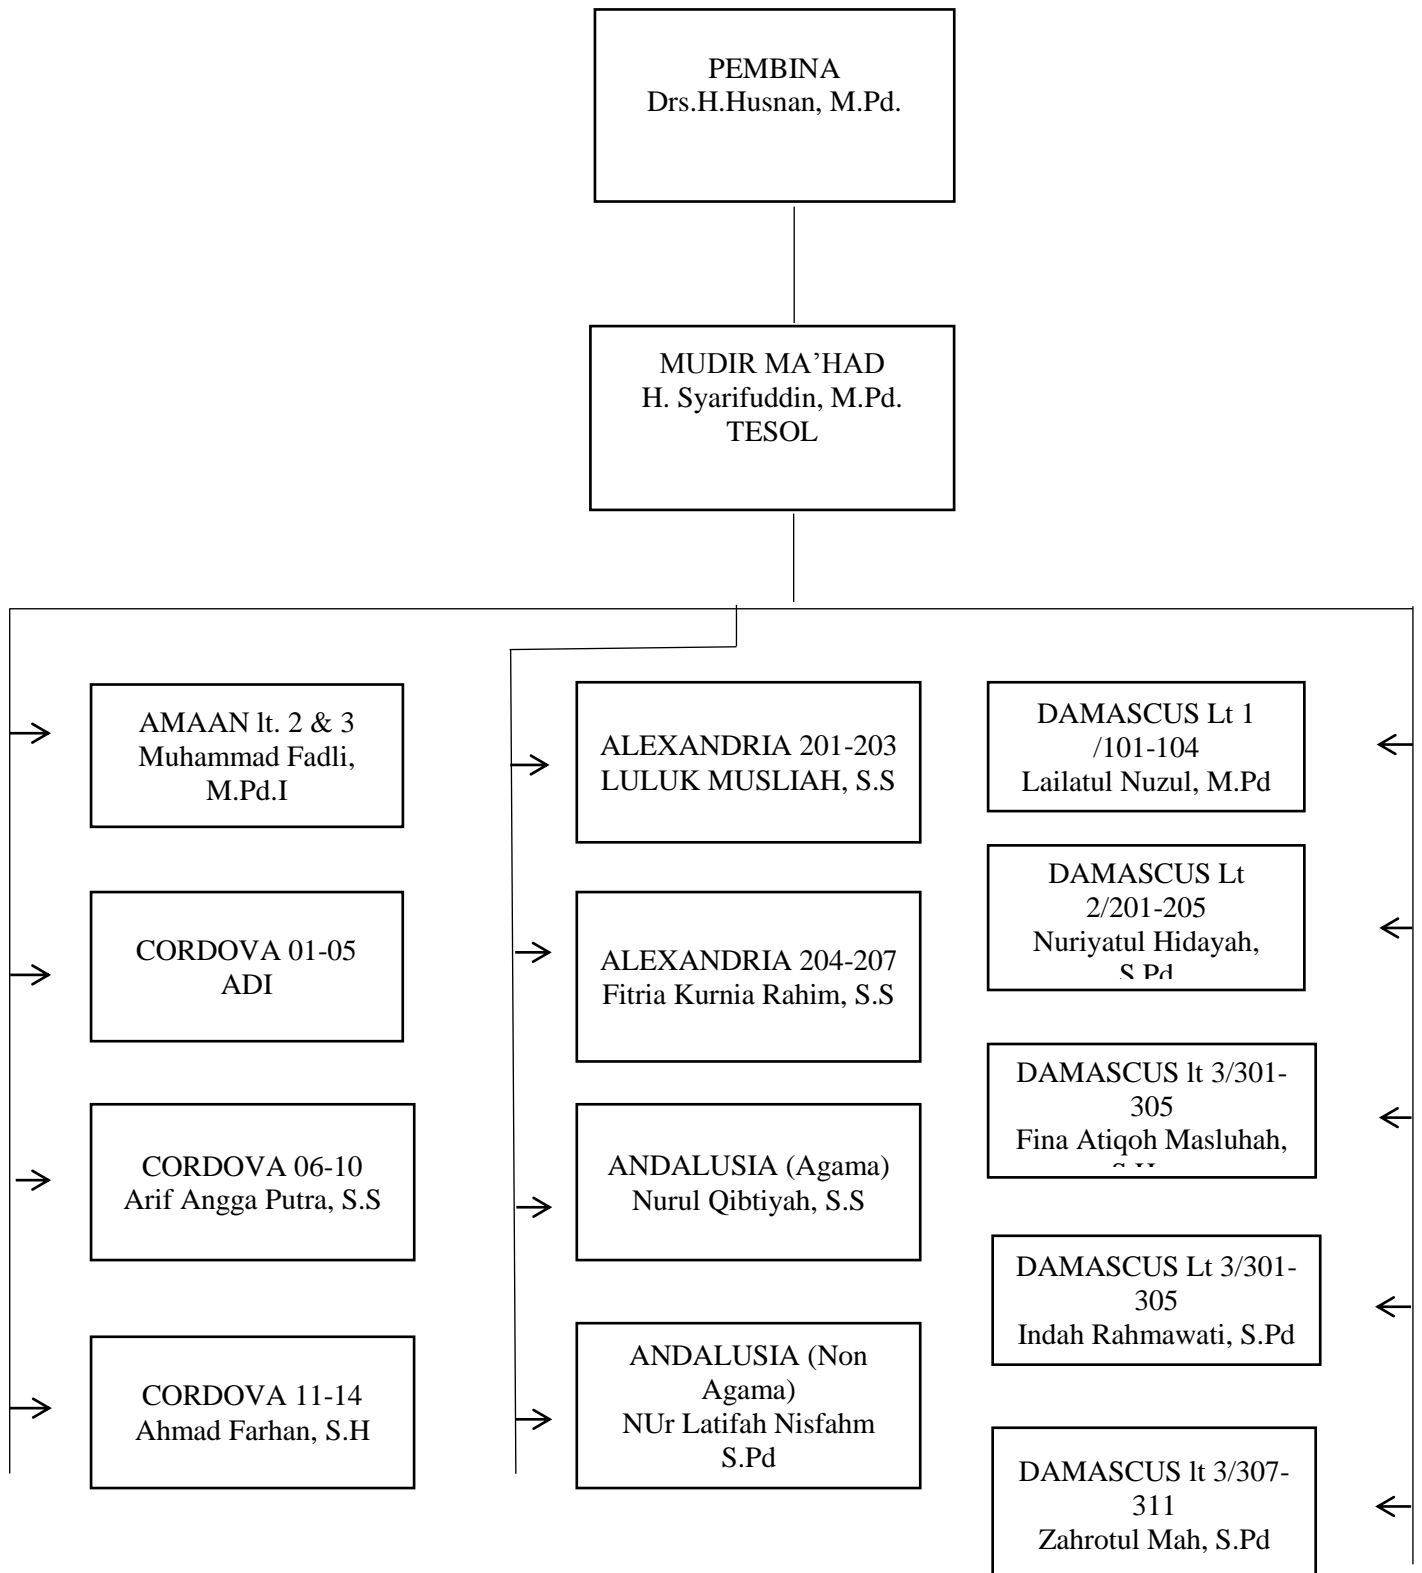 PEMBINA
Drs.H.Husnan, M.Pd.
MUDIR MA’HAD
H. Syarifuddin, M.Pd.
TESOL
AMAAN lt. 2 & 3
Muhammad Fadli,
M.Pd.I
CORDOVA 01-05
ADI
CORDOVA 06-10
Arif Angga Putra, S.S
CORDOVA 11-14
Ahmad Farhan, S.H
ALEXANDRIA 201-203
LULUK MUSLIAH, S.S
ALEXANDRIA 204-207
Fitria Kurnia Rahim, S.S
ANDALUSIA (Agama)
Nurul Qibtiyah, S.S
ANDALUSIA (Non
Agama)
NUr Latifah Nisfahm
S.Pd
DAMASCUS Lt 1
/101-104
Lailatul Nuzul, M.Pd
DAMASCUS Lt
2/201-205
Nuriyatul Hidayah,
S.Pd
DAMASCUS lt 3/301-
305
Fina Atiqoh Masluhah,
DAMASCUS Lt 3/301-
305
Indah Rahmawati, S.Pd
DAMASCUS lt 3/307-
311
Zahrotul Mah, S.Pd